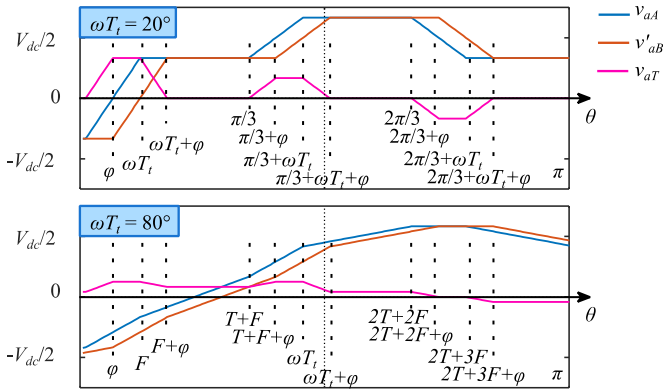 ωTt = 20°
vaA
v'aB
vaT
Vdc/2
0
-Vdc/2
φ
ωTt
ωTt+φ
π/3
π/3+φ
π/3+ωTt
π/3+ωTt+φ
2π/3
2π/3+φ
2π/3+ωTt
2π/3+ωTt+φ
π
θ
ωTt = 80°
Vdc/2
0
-Vdc/2
φ
F
F+φ
T+F
T+F+φ
ωTt
ωTt+φ
2T+2F
2T+2F+φ
2T+3F
2T+3F+φ
π
θ